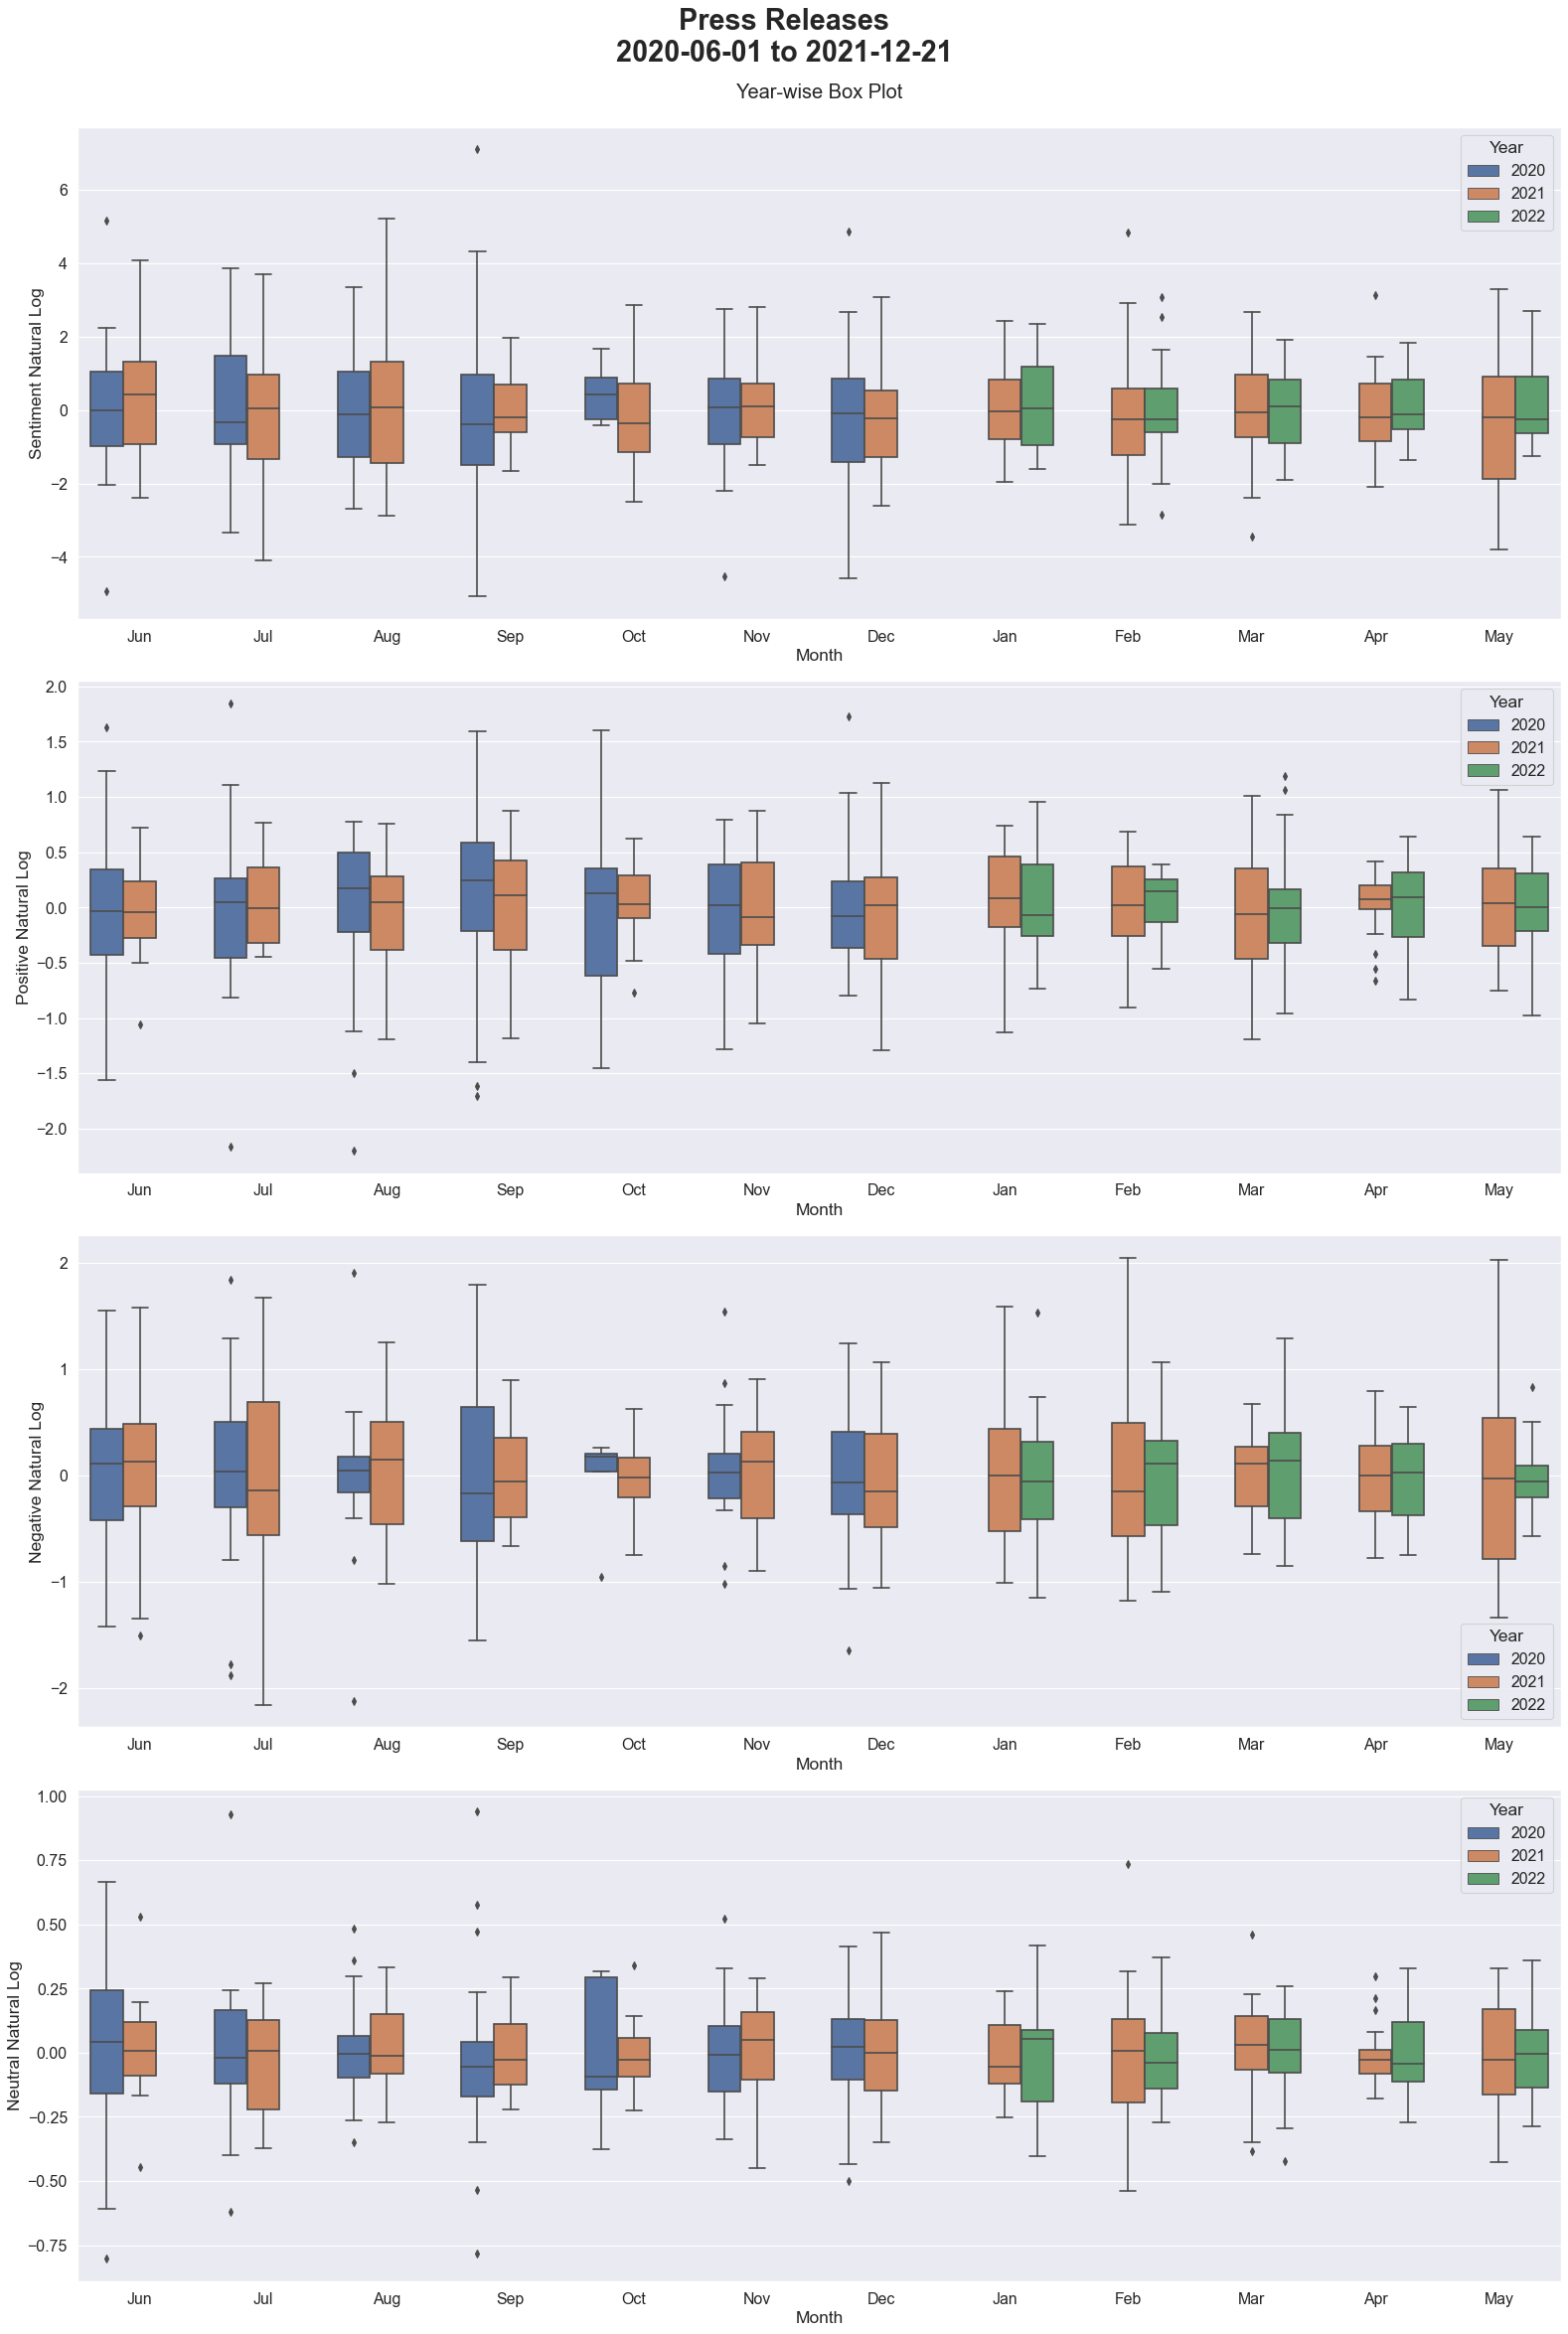 Press Releases
2020-06-01 to 2021-12-21
Year-wise Box Plot
Year
2020
2021
2022
6
4
2
0
−2
−4
Sentiment Natural Log
Jun Jul Aug Sep Oct Nov Dec Jan Feb Mar Apr May
Month
Year
2020
2021
2022
2.0
1.5
1.0
0.5
0.0
−0.5
−1.0
−1.5
−2.0
Positive Natural Log
Jun Jul Aug Sep Oct Nov Dec Jan Feb Mar Apr May
Month
2
1
0
−1
−2
Negative Natural Log
Year
2020
2021
2022
Jun Jul Aug Sep Oct Nov Dec Jan Feb Mar Apr May
Month
Year
2020
2021
2022
1.00
0.75
0.50
0.25
0.00
−0.25
−0.50
−0.75
Neutral Natural Log
Jun Jul Aug Sep Oct Nov Dec Jan Feb Mar Apr May
Month